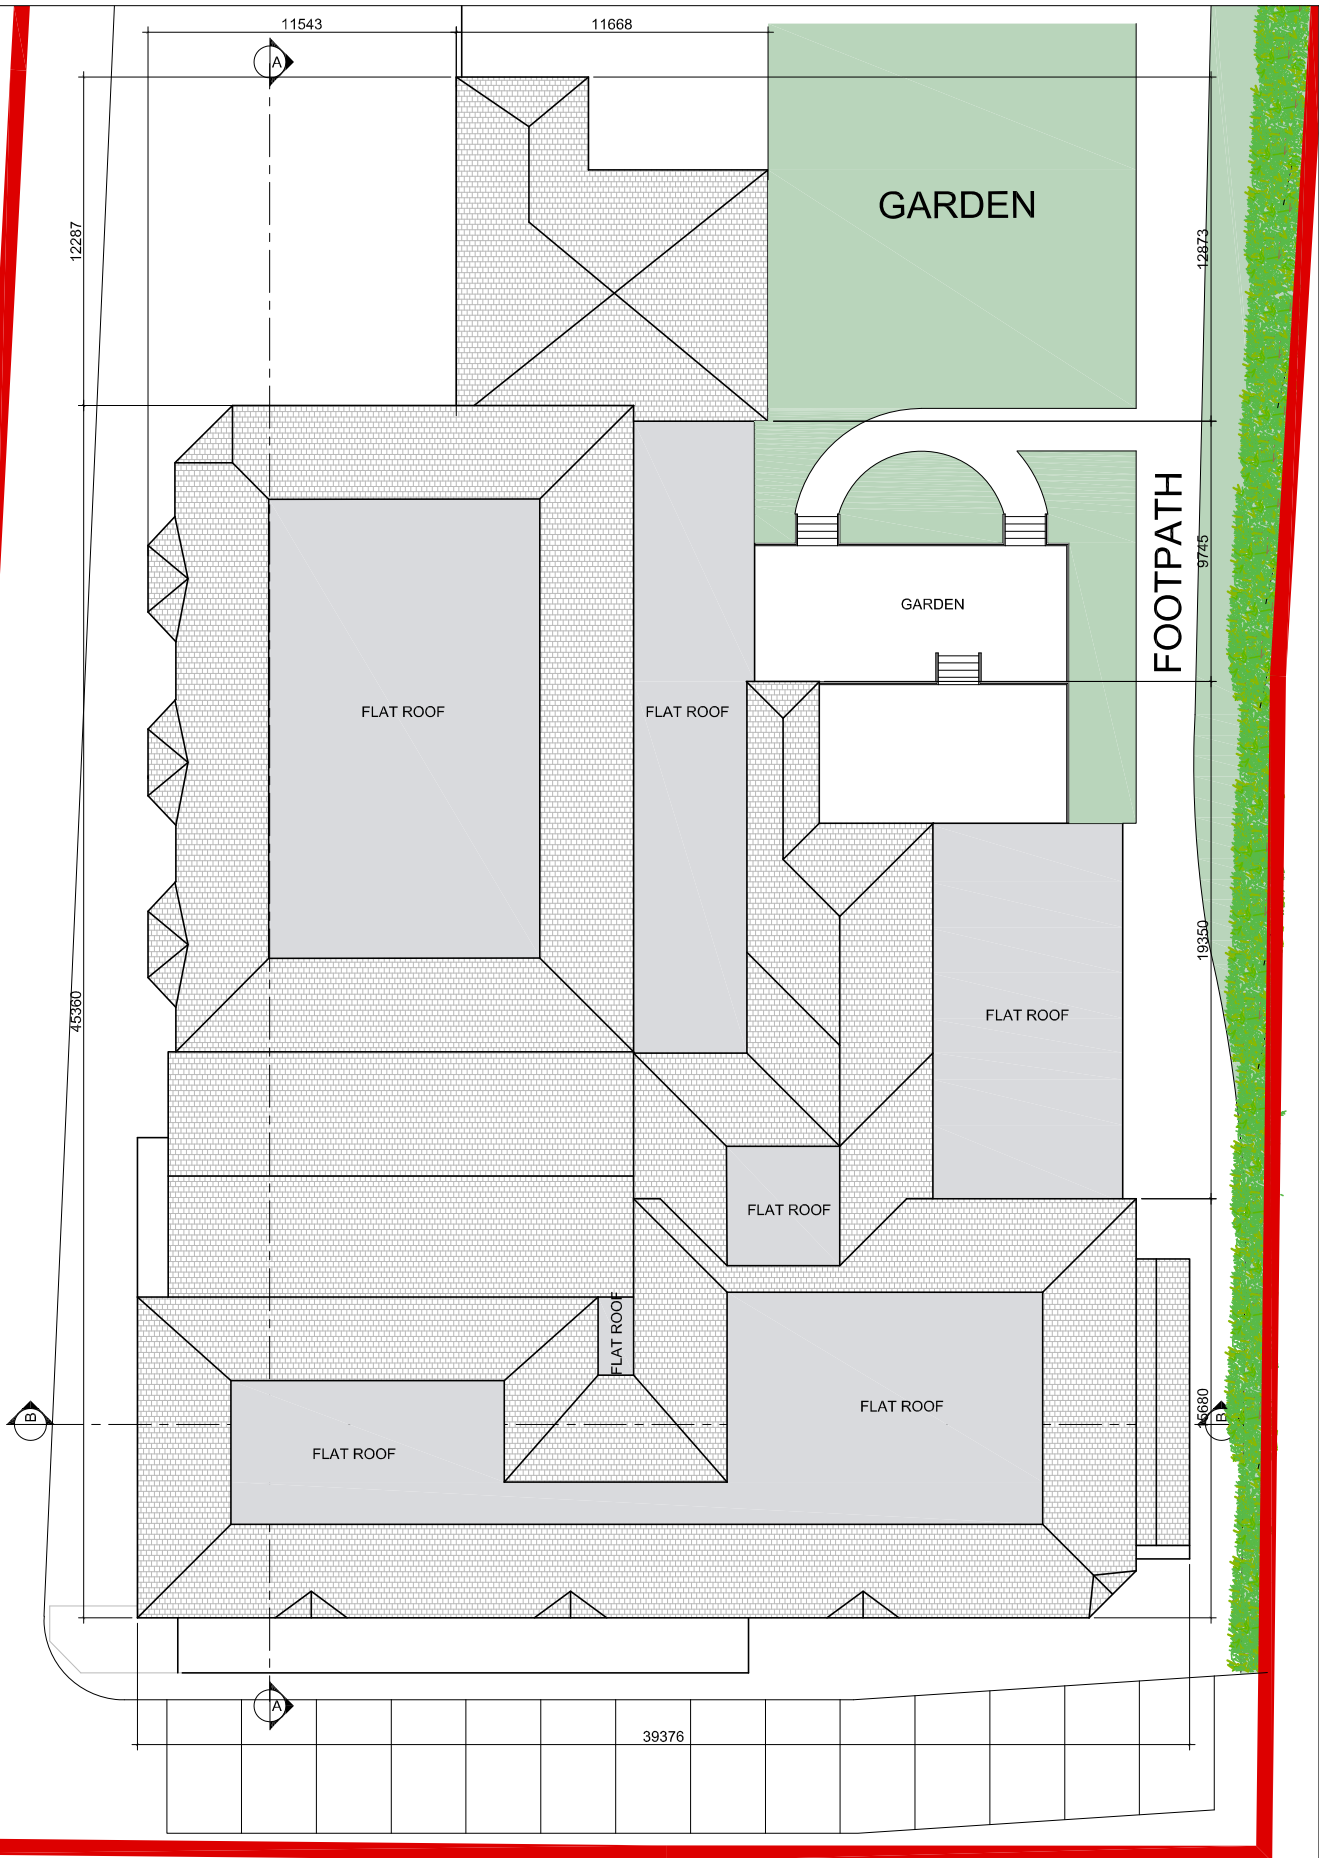 11543
11668
A
12287
GARDEN
12873
FOOTPATH
9745
GARDEN
FLAT ROOF
FLAT ROOF
19350
45360
FLAT ROOF
FLAT ROOF
FLAT ROOF
FLAT ROOF
15680
B
B
FLAT ROOF
A
39376